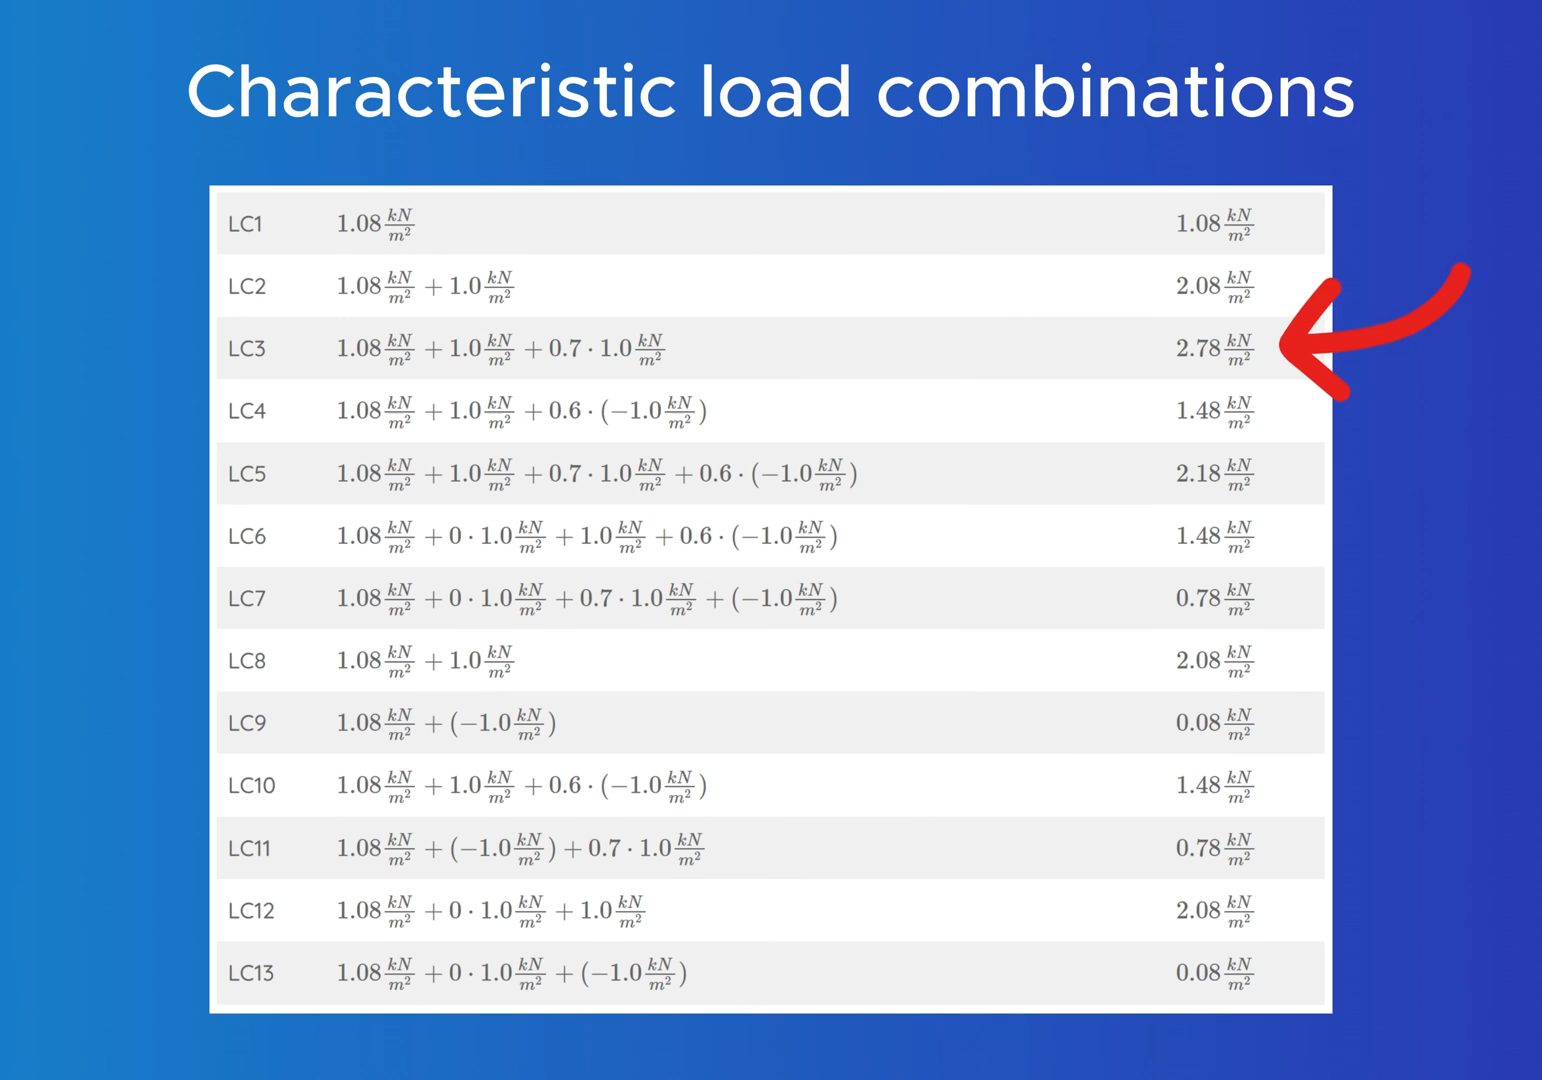 Characteristic load combinations
LC1 1.08 kN/m² 1.08 kN/m²
LC2 1.08 kN/m² + 1.0 kN/m² 2.08 kN/m²
LC3 1.08 kN/m² + 1.0 kN/m² + 0.7 · 1.0 kN/m² 2.78 kN/m²
LC4 1.08 kN/m² + 1.0 kN/m² + 0.6 · (−1.0 kN/m²) 1.48 kN/m²
LC5 1.08 kN/m² + 1.0 kN/m² + 0.7 · 1.0 kN/m² + 0.6 · (−1.0 kN/m²) 2.18 kN/m²
LC6 1.08 kN/m² + 0 · 1.0 kN/m² + 1.0 kN/m² + 0.6 · (−1.0 kN/m²) 1.48 kN/m²
LC7 1.08 kN/m² + 0 · 1.0 kN/m² + 0.7 · 1.0 kN/m² + (−1.0 kN/m²) 0.78 kN/m²
LC8 1.08 kN/m² + 1.0 kN/m² 2.08 kN/m²
LC9 1.08 kN/m² + (−1.0 kN/m²) 0.08 kN/m²
LC10 1.08 kN/m² + 1.0 kN/m² + 0.6 · (−1.0 kN/m²) 1.48 kN/m²
LC11 1.08 kN/m² + (−1.0 kN/m²) + 0.7 · 1.0 kN/m² 0.78 kN/m²
LC12 1.08 kN/m² + 0 · 1.0 kN/m² + 1.0 kN/m² 2.08 kN/m²
LC13 1.08 kN/m² + 0 · 1.0 kN/m² + (−1.0 kN/m²) 0.08 kN/m²